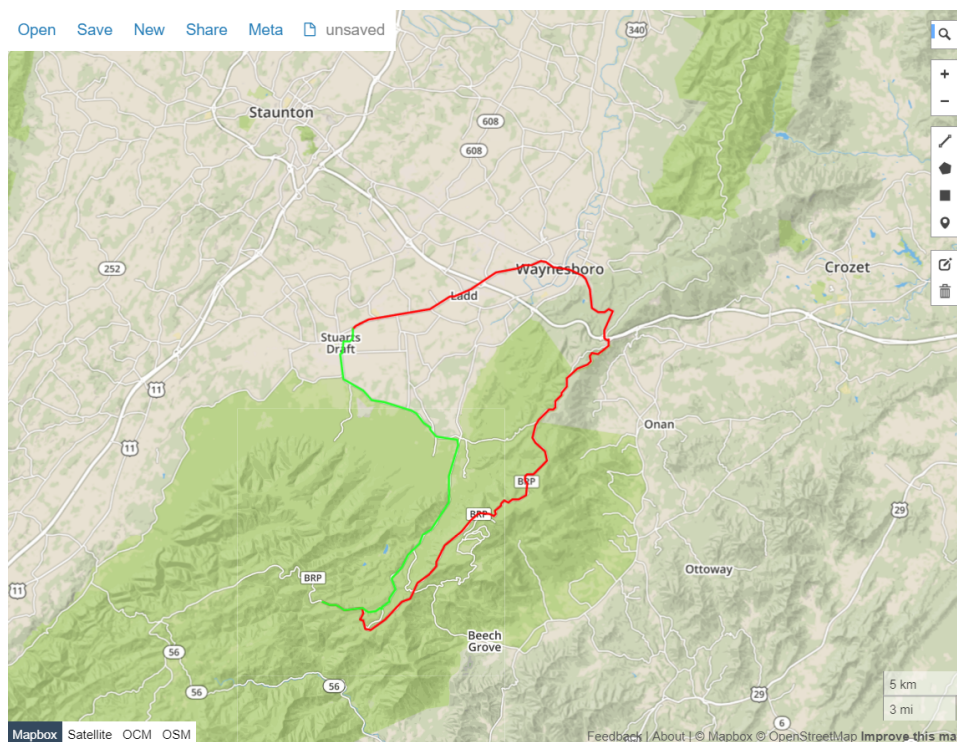 Open Save New Share Meta unsaved
340
Staunton
608
608
252
Waynesboro
Crozet
Ladd
Stuarts
Draft
11
Onan
11
BRP
29
BRP
Ottoway
BRP
11
Beech
Grove
56
56
56
29
6
5 km
3 mi
Mapbox Satellite OCM OSM
Feedback | About | © Mapbox © OpenStreetMap Improve this ma